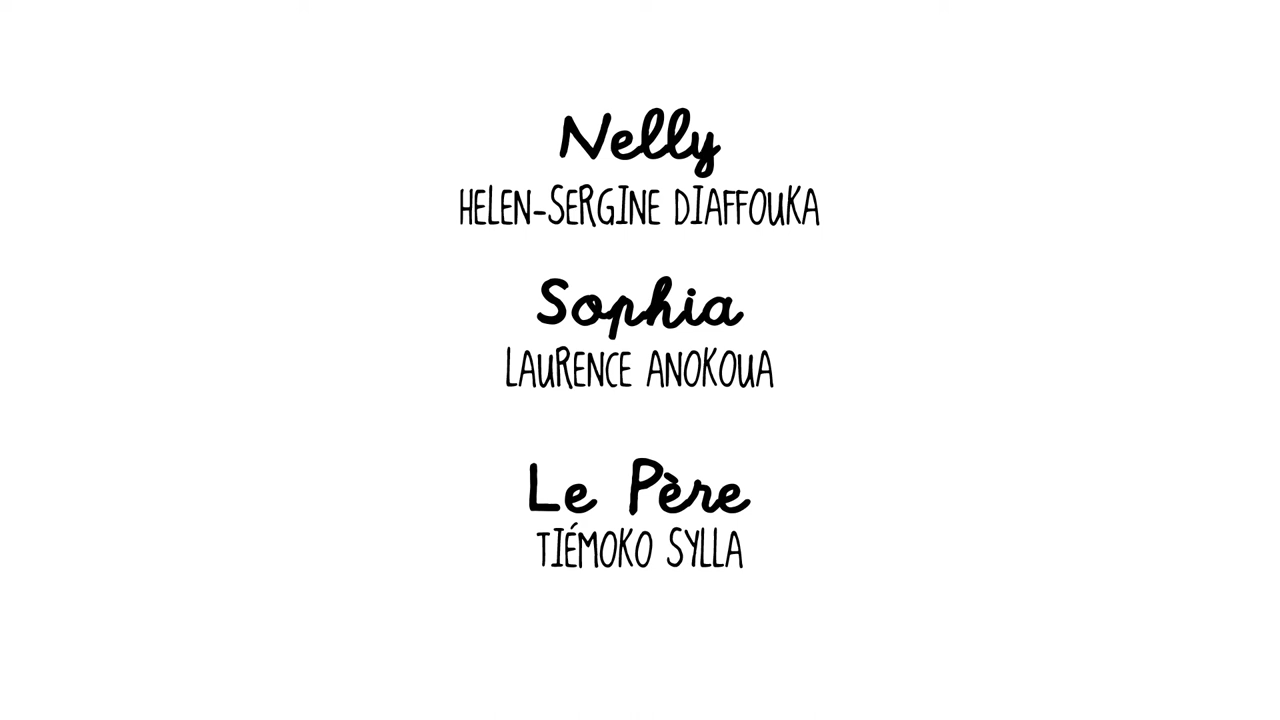 Nelly
HELEN-SERGINE DIAFFOUKA
Sophia
LAURENCE ANOKOUA
Le Père
TIÉMOKO SYLLA